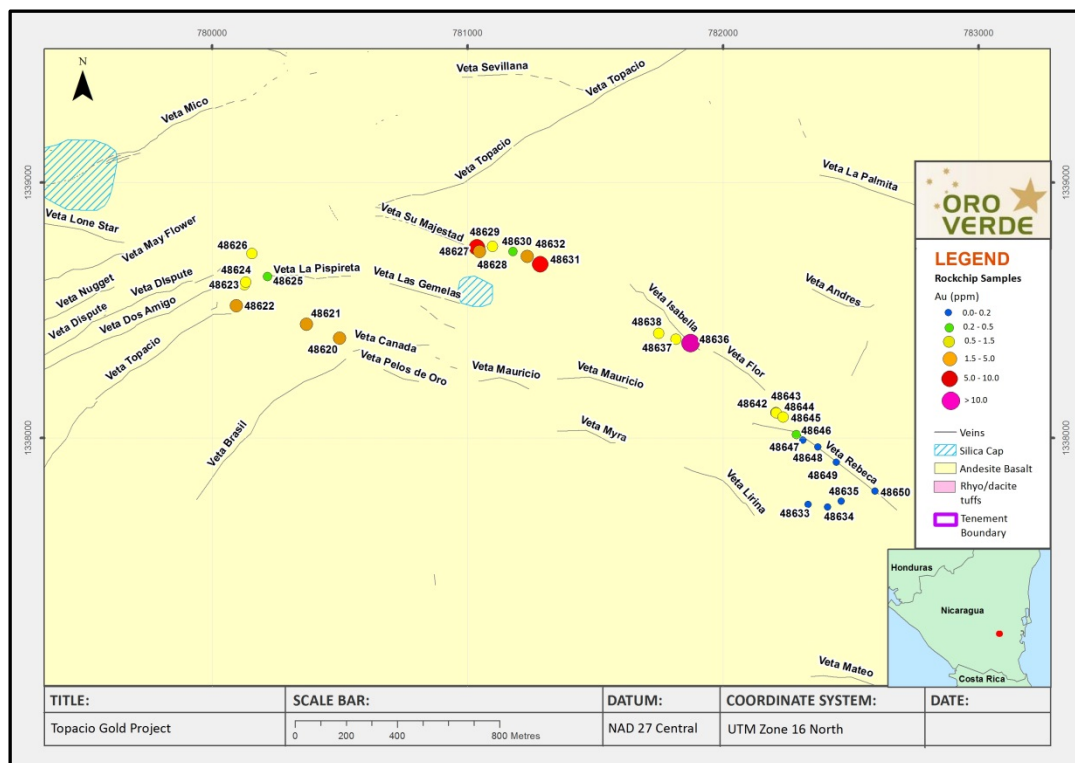 780000
781000
782000
783000
N
Veta Sevillana
Veta Topacio
Veta Mico
Veta Topacio
1339000
1339000
Veta La Palmita
ORO
VERDE
Veta Lone Star
Veta May Flower
Veta Su Majestad
48629
48630
48632
48627
48628
48631
48626
48624
48623
48625
Veta La Pispireta
Veta Las Gemelas
Veta Nugget
Veta DIspute
Veta Dispute
Veta Dos Amigo
48622
48621
48620
Veta Topacio
Veta Canada
Veta Pelos de Oro
Veta Mauricio
Veta Mauricio
Veta Isabella
48638
48637
48636
Veta Flor
Veta Andres
LEGEND
Rockchip Samples
Au (ppm)
0.0- 0.2
0.2 - 0.5
0.5 - 1.5
1.5 - 5.0
5.0 - 10.0
> 10.0
Veins
Silica Cap
Andesite Basalt
Rhyo/dacite
tuffs
Tenement
Boundary
48643
48642
48644
48645
48646
48647
48648
48649
Veta Rebeca
48650
48635
48633
48634
1338000
1338000
Veta Brasil
Veta Myra
Veta Lirina
Veta Mateo
Honduras
Nicaragua
Costa Rica
TITLE:
SCALE BAR:
DATUM:
COORDINATE SYSTEM:
DATE:
Topacio Gold Project
0 200 400 800 Metres
NAD 27 Central
UTM Zone 16 North